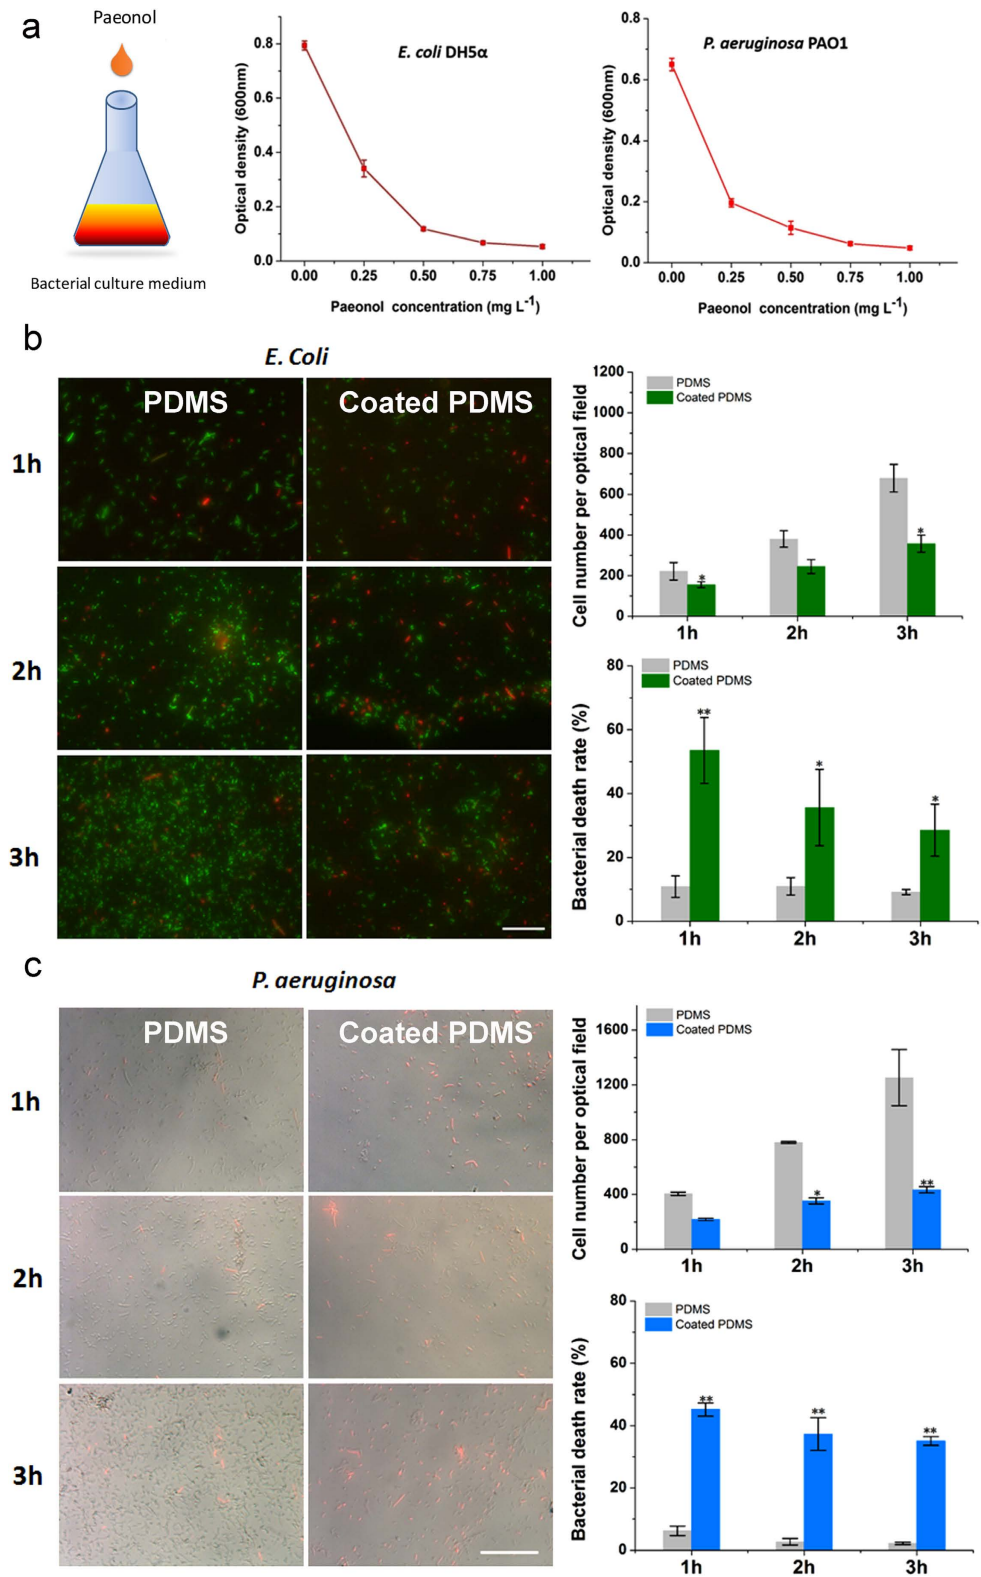 a
Paeonol
Bacterial culture medium
E. coli DH5α
Optical density (600nm)
0.8
0.6
0.4
0.2
0.0
0.00 0.25 0.50 0.75 1.00
Paeonol concentration (mg L-1)
P. aeruginosa PAO1
Optical density (600nm)
0.8
0.6
0.4
0.2
0.0
0.00 0.25 0.50 0.75 1.00
Paeonol concentration (mg L-1)
b
E. Coli
PDMS Coated PDMS
1h
2h
3h
Cell number per optical field
1200
1000
800
600
400
200
0
PDMS
Coated PDMS
*
*
1h 2h 3h
Bacterial death rate (%)
80
60
40
20
0
PDMS
Coated PDMS
**
*
*
1h 2h 3h
c
P. aeruginosa
PDMS Coated PDMS
1h
2h
3h
Cell number per optical field
1600
1200
800
400
0
PDMS
Coated PDMS
*
**
1h 2h 3h
Bacterial death rate (%)
80
60
40
20
0
PDMS
Coated PDMS
**
**
**
1h 2h 3h